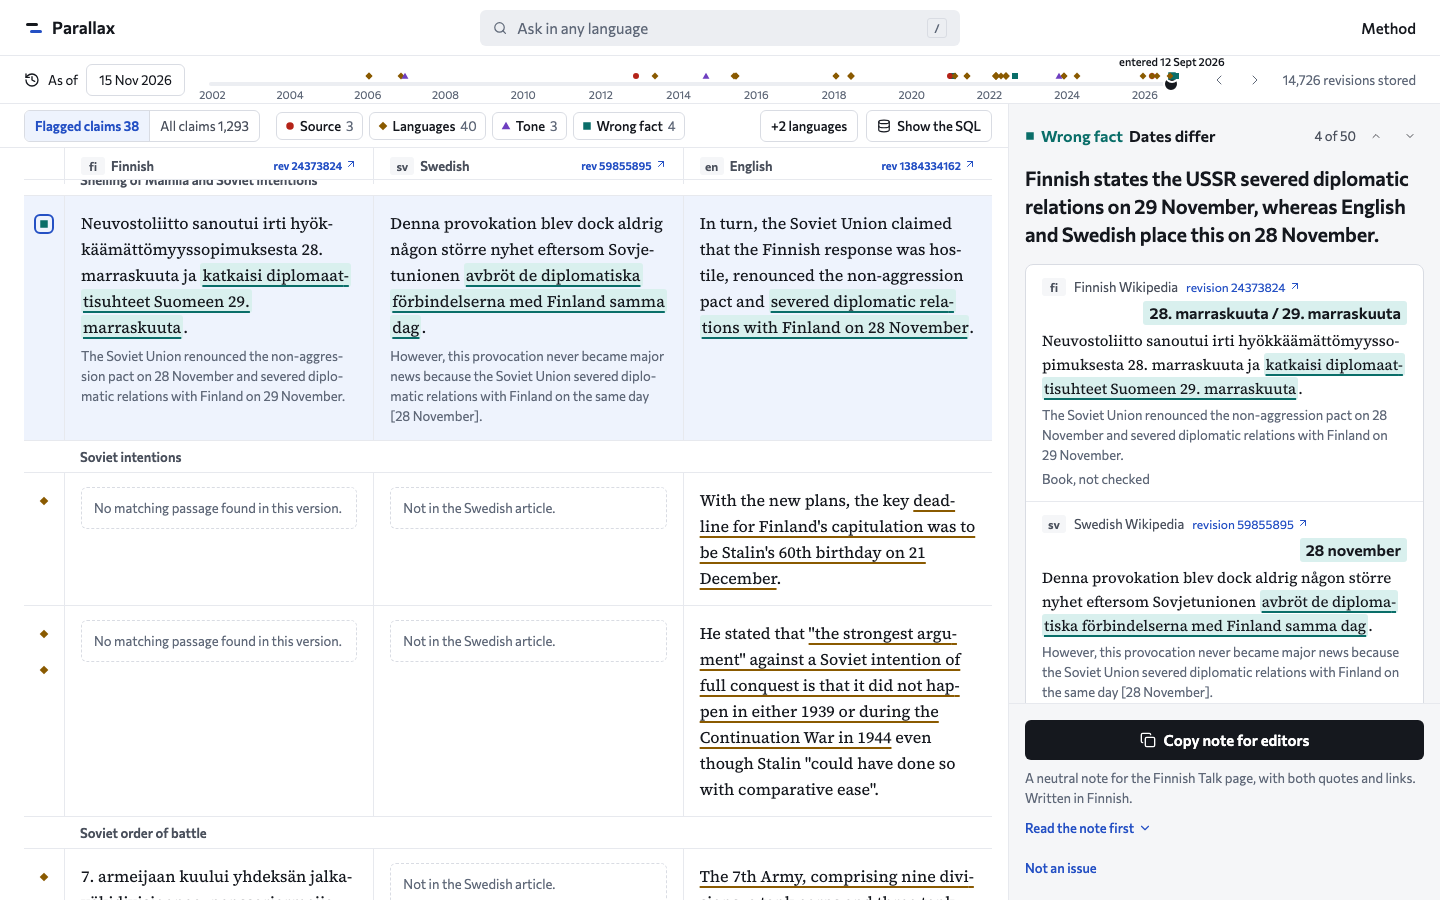 Parallax
Ask in any language
/
Method
As of
15 Nov 2026
entered 12 Sept 2026
2002 2004 2006 2008 2010 2012 2014 2016 2018 2020 2022 2024 2026
14,726 revisions stored
Flagged claims 38
All claims 1,293
Source 3
Languages 40
Tone 3
Wrong fact 4
+2 languages
Show the SQL
fi Finnish rev 24373824
sv Swedish rev 59855895
en English rev 1384334162
Shelling of Mainila and Soviet intentions
Neuvostoliitto sanoutui irti hyök-
käämättömyyssopimuksesta 28.
marraskuuta ja katkaisi diplomaat-
tisuhteet Suomeen 29.
marraskuuta.
The Soviet Union renounced the non-aggres-
sion pact on 28 November and severed diplo-
matic relations with Finland on 29 November.
Denna provokation blev dock aldrig
någon större nyhet eftersom Sovje-
tunionen avbröt de diplomatiska
förbindelserna med Finland samma
dag.
However, this provocation never became major
news because the Soviet Union severed diplo-
matic relations with Finland on the same day
[28 November].
In turn, the Soviet Union claimed
that the Finnish response was hos-
tile, renounced the non-aggression
pact and severed diplomatic rela-
tions with Finland on 28 November.
Soviet intentions
No matching passage found in this version.
Not in the Swedish article.
With the new plans, the key dead-
line for Finland's capitulation was to
be Stalin's 60th birthday on 21
December.
No matching passage found in this version.
Not in the Swedish article.
He stated that "the strongest argu-
ment" against a Soviet intention of
full conquest is that it did not hap-
pen in either 1939 or during the
Continuation War in 1944 even
though Stalin "could have done so
with comparative ease".
Soviet order of battle
7. armeijaan kuului yhdeksän jalka-
Not in the Swedish article.
The 7th Army, comprising nine divi-
Wrong fact Dates differ
4 of 50
Finnish states the USSR severed diplomatic
relations on 29 November, whereas English
and Swedish place this on 28 November.
fi Finnish Wikipedia revision 24373824
28. marraskuuta / 29. marraskuuta
Neuvostoliitto sanoutui irti hyökkäämättömyysso-
pimuksesta 28. marraskuuta ja katkaisi diplomaat-
tisuhteet Suomeen 29. marraskuuta.
The Soviet Union renounced the non-aggression pact on 28
November and severed diplomatic relations with Finland on
29 November.
Book, not checked
sv Swedish Wikipedia revision 59855895
28 november
Denna provokation blev dock aldrig någon större
nyhet eftersom Sovjetunionen avbröt de diploma-
tiska förbindelserna med Finland samma dag.
However, this provocation never became major news because
the Soviet Union severed diplomatic relations with Finland on
the same day [28 November].
Copy note for editors
A neutral note for the Finnish Talk page, with both quotes and links.
Written in Finnish.
Read the note first
Not an issue